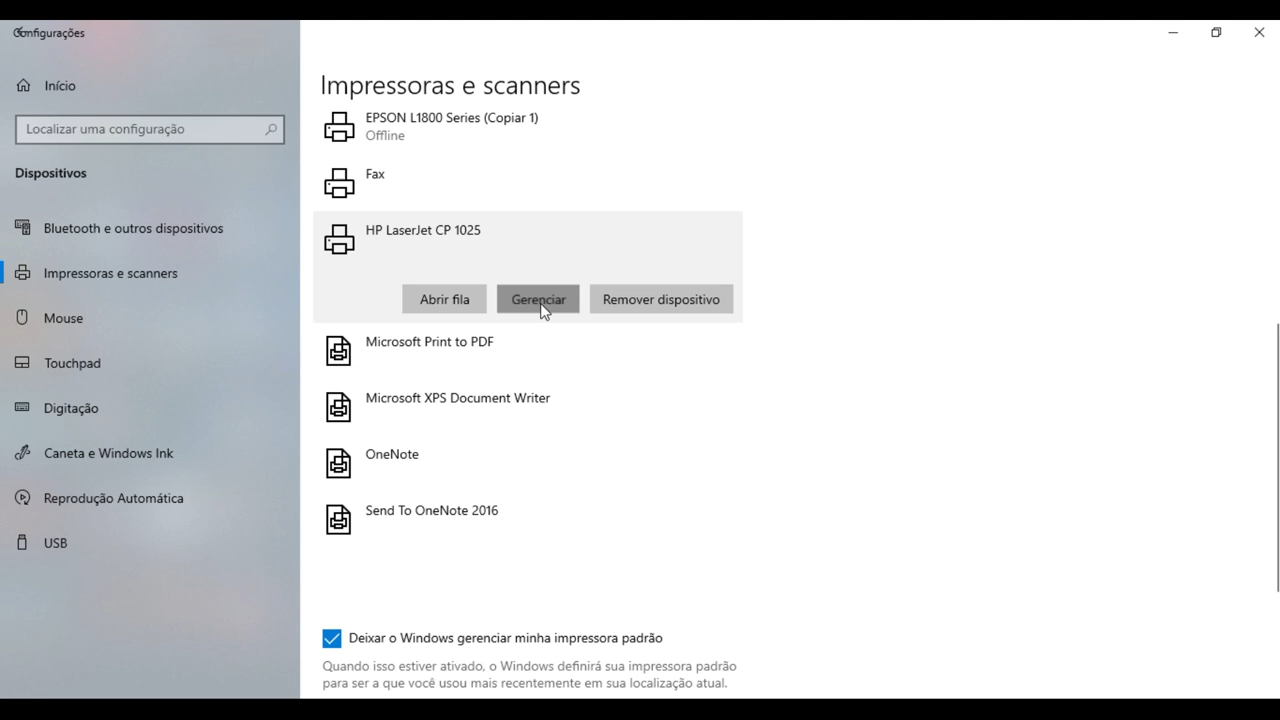 Configurações
Início
Localizar uma configuração
Dispositivos
Bluetooth e outros dispositivos
Impressoras e scanners
Mouse
Touchpad
Digitação
Caneta e Windows Ink
Reprodução Automática
USB
Impressoras e scanners
EPSON L1800 Series (Copiar 1)
Offline
Fax
HP LaserJet CP 1025
Abrir fila
Gerenciar
Remover dispositivo
Microsoft Print to PDF
Microsoft XPS Document Writer
OneNote
Send To OneNote 2016
Deixar o Windows gerenciar minha impressora padrão
Quando isso estiver ativado, o Windows definirá sua impressora padrão
para ser a que você usou mais recentemente em sua localização atual.